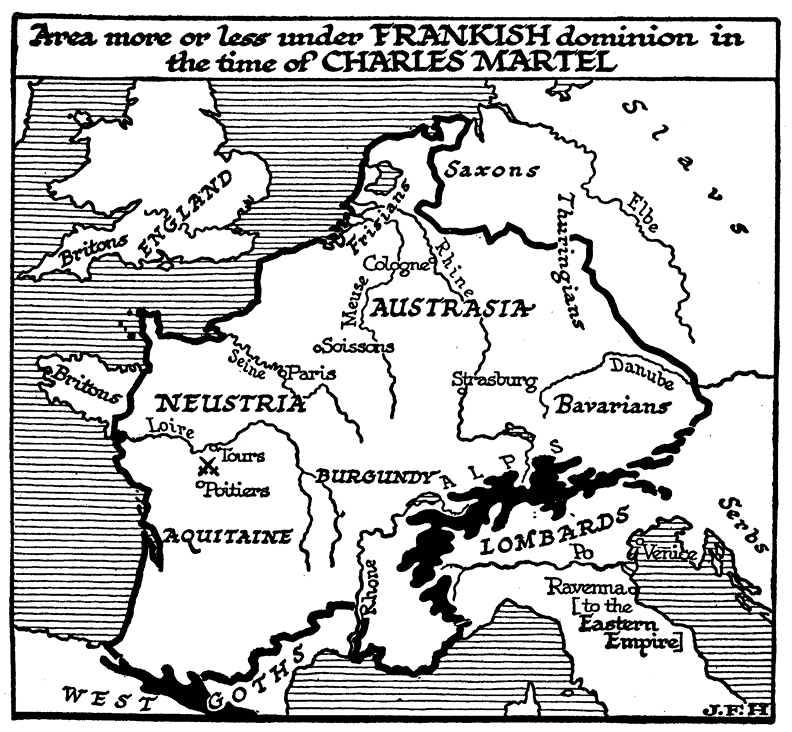 Area more or less under FRANKISH dominion in
the time of CHARLES MARTEL
Slavs
Saxons
ENGLAND
Britons
Frisians
Thuringians
Elbe
Cologne
Rhine
Meuse
AUSTRASIA
Soissons
Seine
Paris
Britons
Strasburg
Danube
Bavarians
NEUSTRIA
Loire
Tours
Poitiers
BURGUNDY
ALPS
AQUITAINE
LOMBARDS
Serbs
Po
Venice
Rhone
Ravenna
[to the
Eastern
Empire]
WEST GOTHS
J.F.H